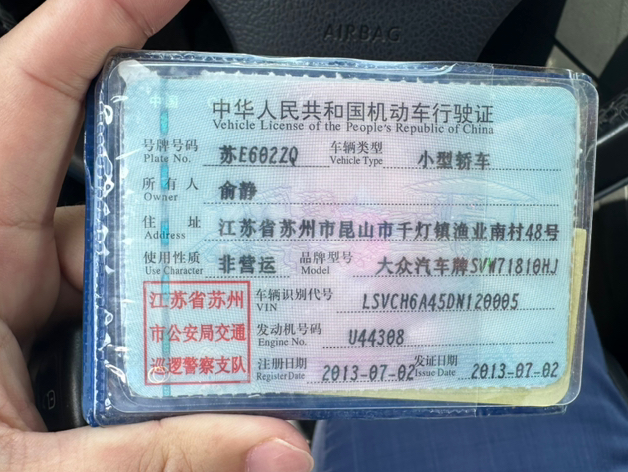 AIRBAG
中国
中华人民共和国机动车行驶证
Vehicle License of the People's Republic of China
号牌号码 苏E602ZQ 车辆类型 小型轿车
Plate No. Vehicle Type
所有人 俞静
Owner
住址 江苏省苏州市昆山市千灯镇渔业南村48号
Address
使用性质 非营运 品牌型号 大众汽车牌SVW71810HJ
Use Character Model
江苏省苏州
市公安局交通
巡逻警察支队
车辆识别代号 LSVCH6A45DN120005
VIN
发动机号码 U44308
Engine No.
注册日期 2013-07-02 发证日期 2013-07-02
Register Date Issue Date